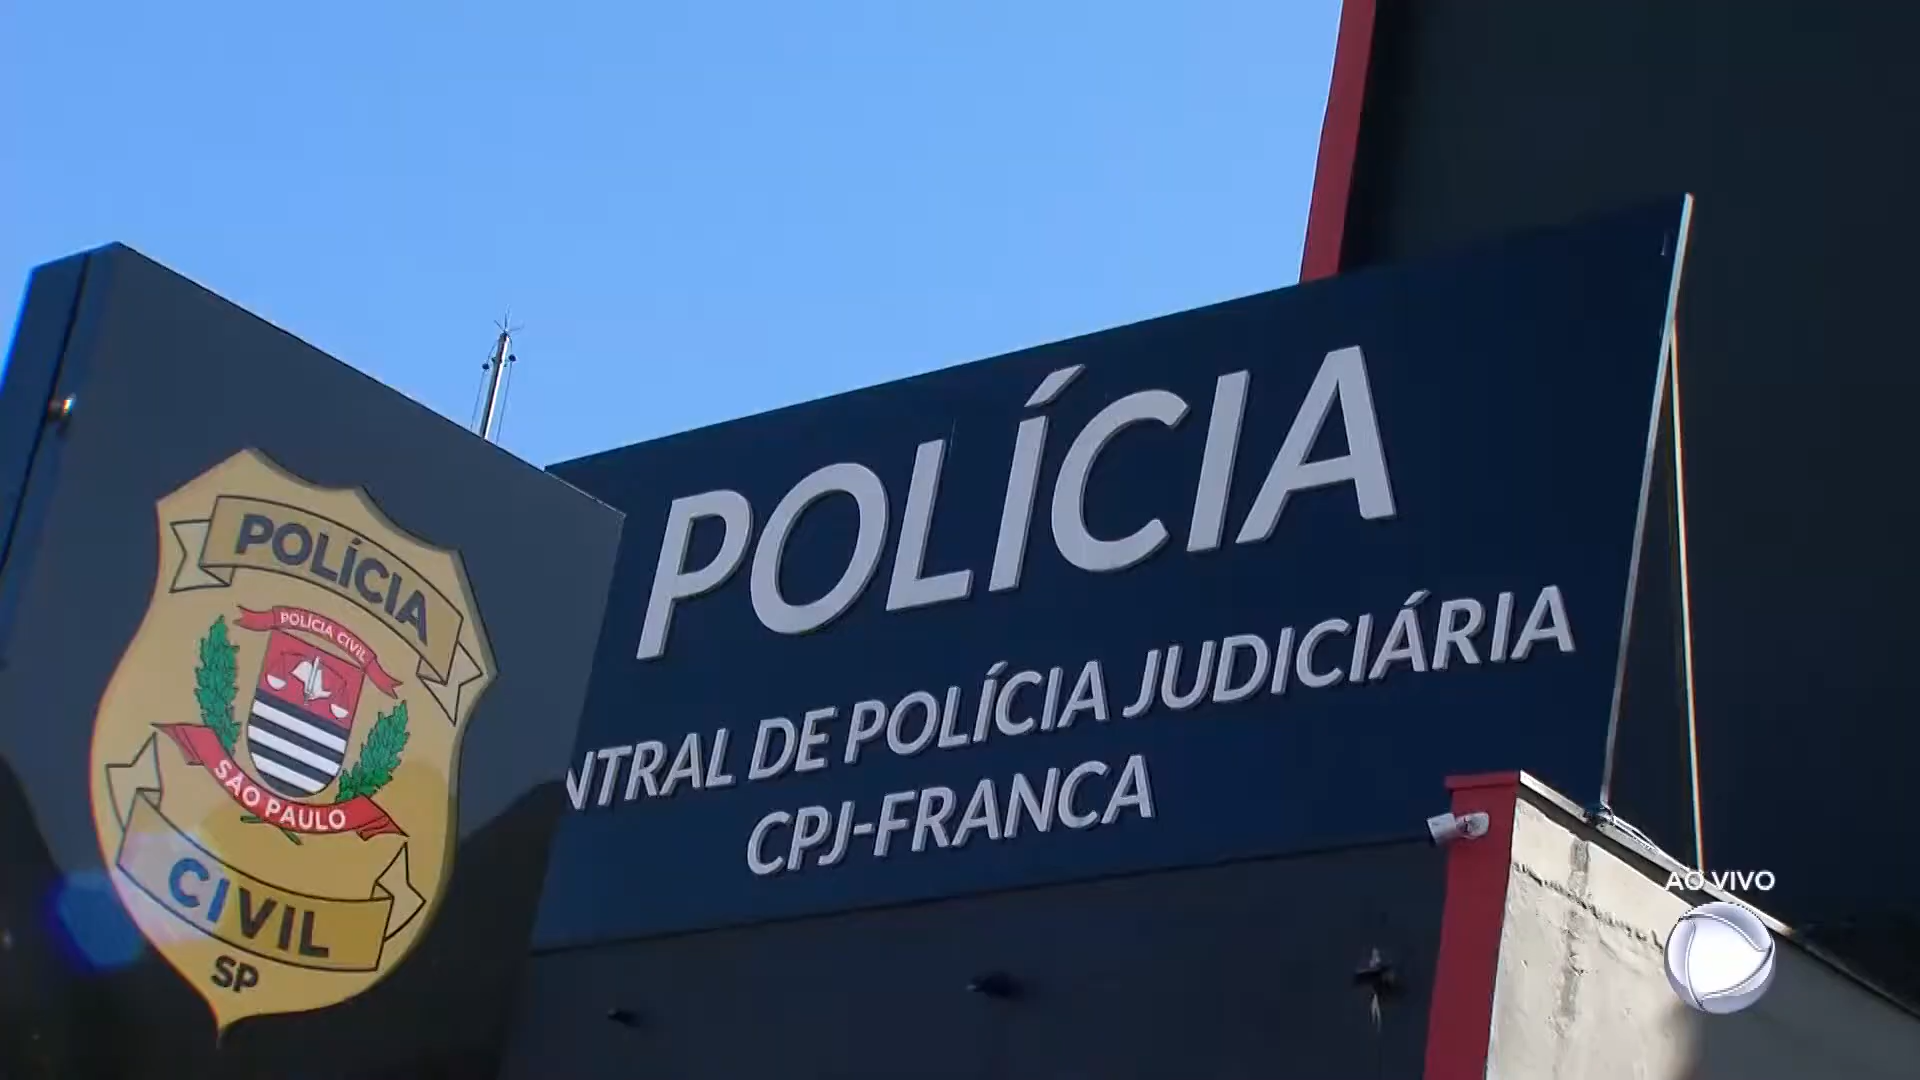 POLÍCIA
POLÍCIA CIVIL
SÃO PAULO
CIVIL
SP
POLÍCIA
NTRAL DE POLÍCIA JUDICIÁRIA
CPJ-FRANCA
AO VIVO